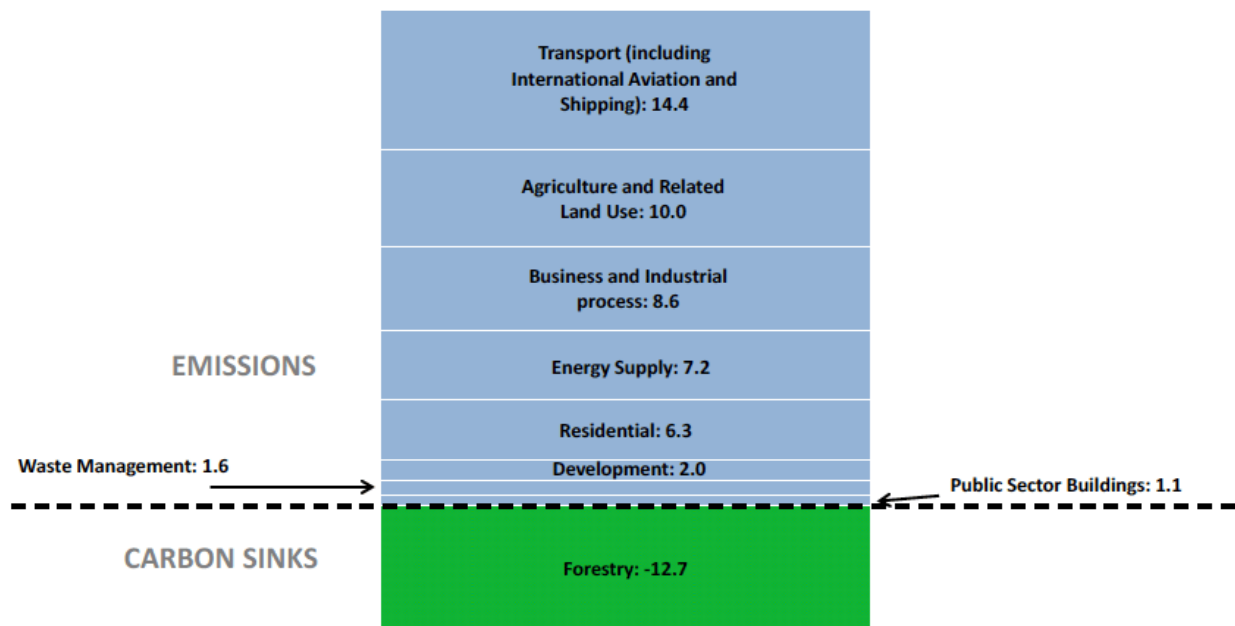 Transport (including
International Aviation and
Shipping): 14.4
Agriculture and Related
Land Use: 10.0
Business and Industrial
process: 8.6
EMISSIONS
Energy Supply: 7.2
Residential: 6.3
Waste Management: 1.6
Development: 2.0
Public Sector Buildings: 1.1
CARBON SINKS
Forestry: -12.7